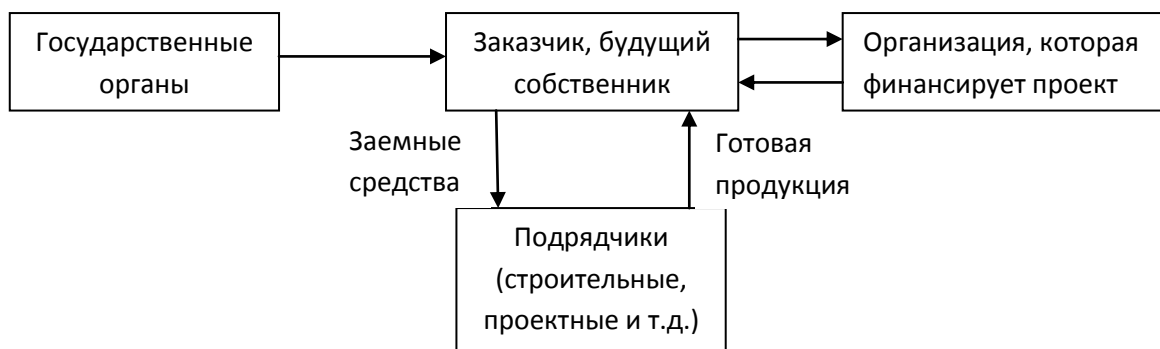 Государственные
органы
Заказчик, будущий
собственник
Организация, которая
финансирует проект
Заемные
средства
Готовая
продукция
Подрядчики
(строительные,
проектные и т.д.)